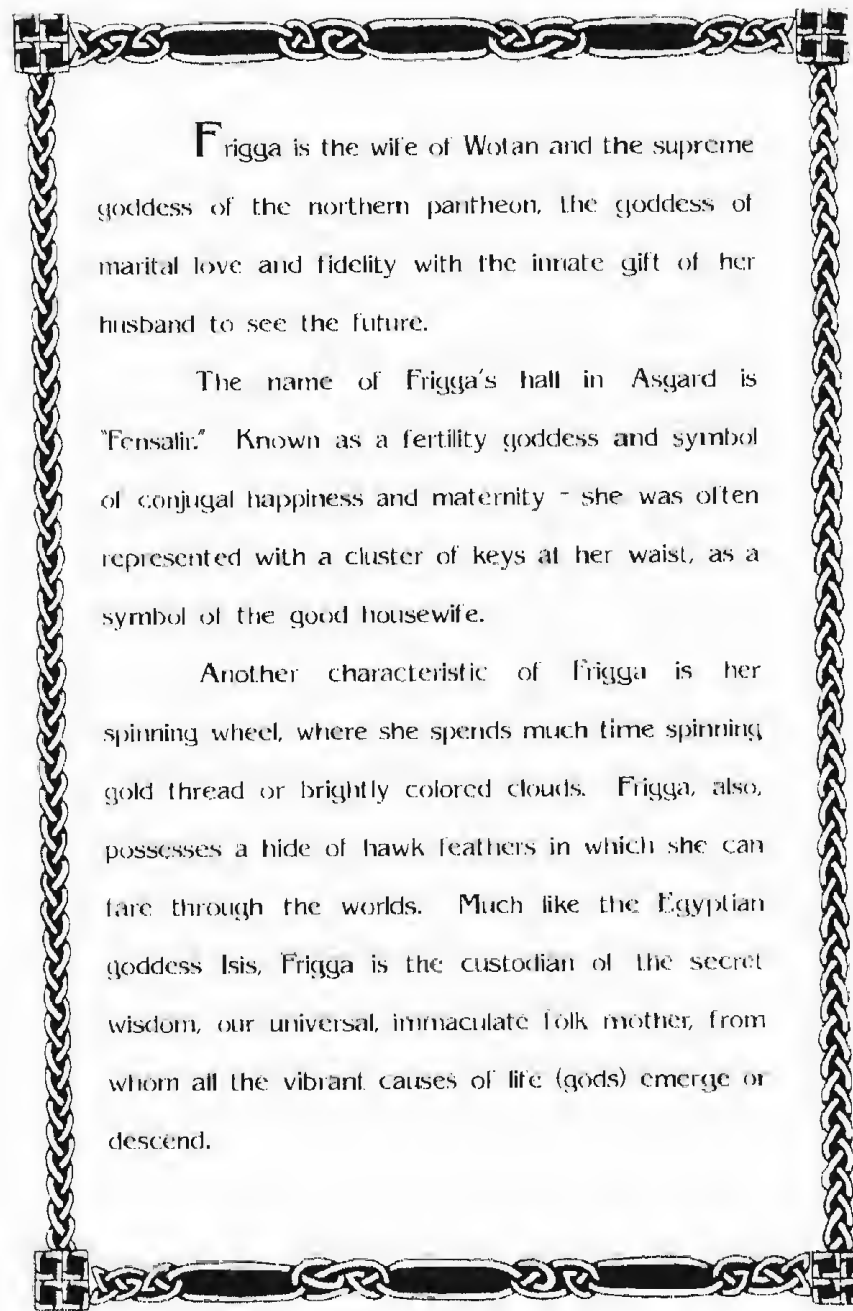 Frigga is the wife of Wotan and the supreme
goddess of the northern pantheon, the goddess of
marital love and fidelity with the innate gift of her
husband to see the future.
The name of Frigga's hall in Asgard is
"Fensalir." Known as a fertility goddess and symbol
of conjugal happiness and maternity - she was often
represented with a cluster of keys at her waist, as a
symbol of the good housewife.
Another characteristic of Frigga is her
spinning wheel, where she spends much time spinning
gold thread or brightly colored clouds. Frigga, also,
possesses a hide of hawk feathers in which she can
fare through the worlds. Much like the Egyptian
goddess Isis, Frigga is the custodian of the secret
wisdom, our universal, immaculate folk mother, from
whom all the vibrant causes of life (gods) emerge or
descend.